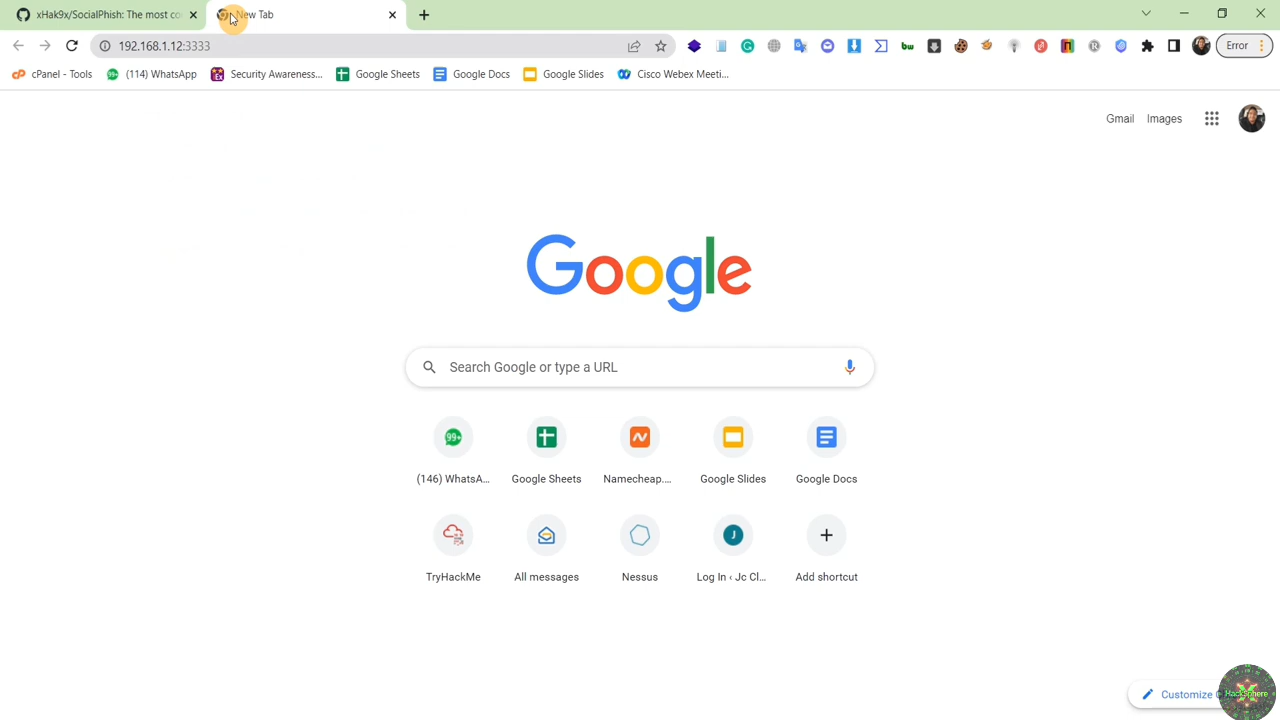 xHak9x/SocialPhish: The most co
New Tab
192.168.1.12:3333
Error
cPanel - Tools
(114) WhatsApp
Security Awareness...
Google Sheets
Google Docs
Google Slides
Cisco Webex Meeti...
Gmail
Images
Google
Search Google or type a URL
(146) WhatsA...
Google Sheets
Namecheap....
Google Slides
Google Docs
TryHackMe
All messages
Nessus
Log In ‹ Jc Cl...
Add shortcut
Customize
HackSphere